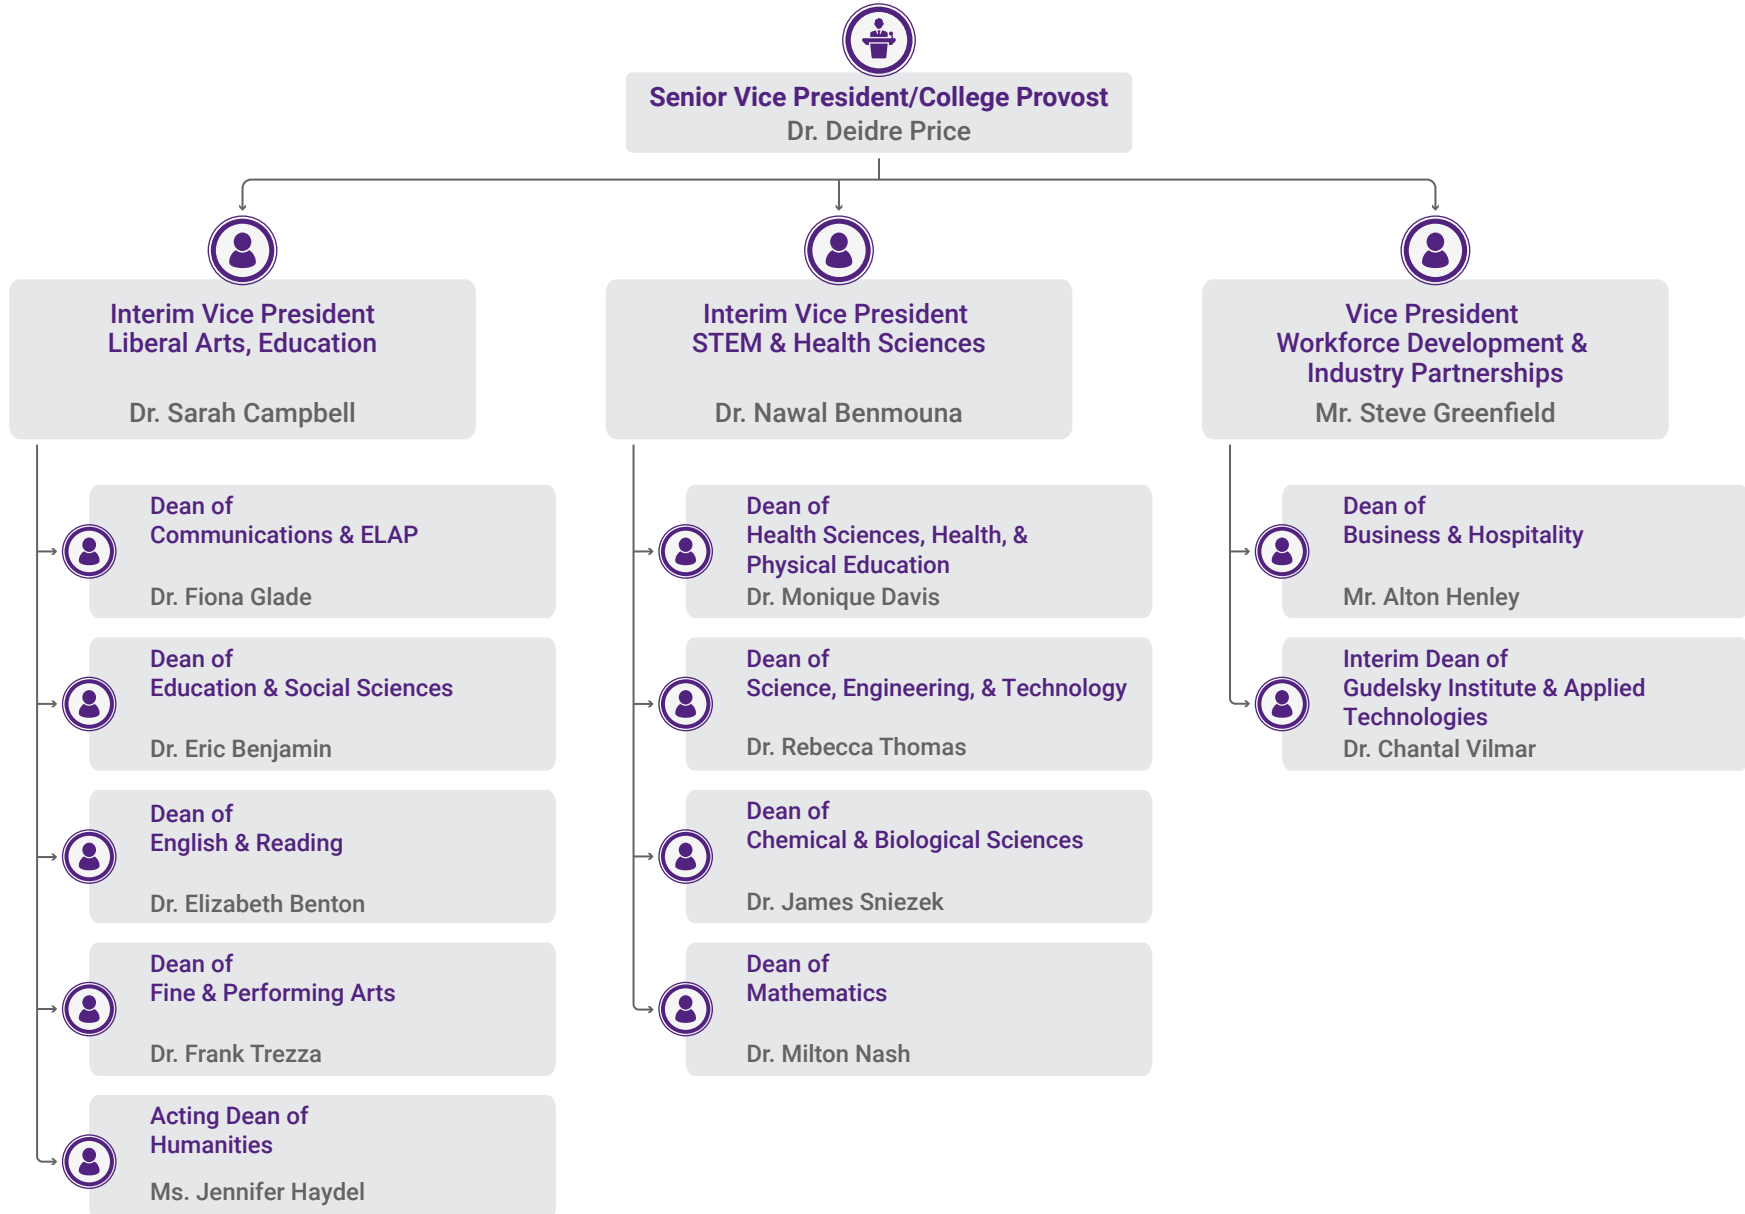 Senior Vice President/College Provost
Dr. Deidre Price
Interim Vice President
Liberal Arts, Education
Dr. Sarah Campbell
Dean of
Communications & ELAP
Dr. Fiona Glade
Dean of
Education & Social Sciences
Dr. Eric Benjamin
Dean of
English & Reading
Dr. Elizabeth Benton
Dean of
Fine & Performing Arts
Dr. Frank Trezza
Acting Dean of
Humanities
Ms. Jennifer Haydel
Interim Vice President
STEM & Health Sciences
Dr. Nawal Benmouna
Dean of
Health Sciences, Health, &
Physical Education
Dr. Monique Davis
Dean of
Science, Engineering, & Technology
Dr. Rebecca Thomas
Dean of
Chemical & Biological Sciences
Dr. James Sniezek
Dean of
Mathematics
Dr. Milton Nash
Vice President
Workforce Development &
Industry Partnerships
Mr. Steve Greenfield
Dean of
Business & Hospitality
Mr. Alton Henley
Interim Dean of
Gudelsky Institute & Applied
Technologies
Dr. Chantal Vilmar